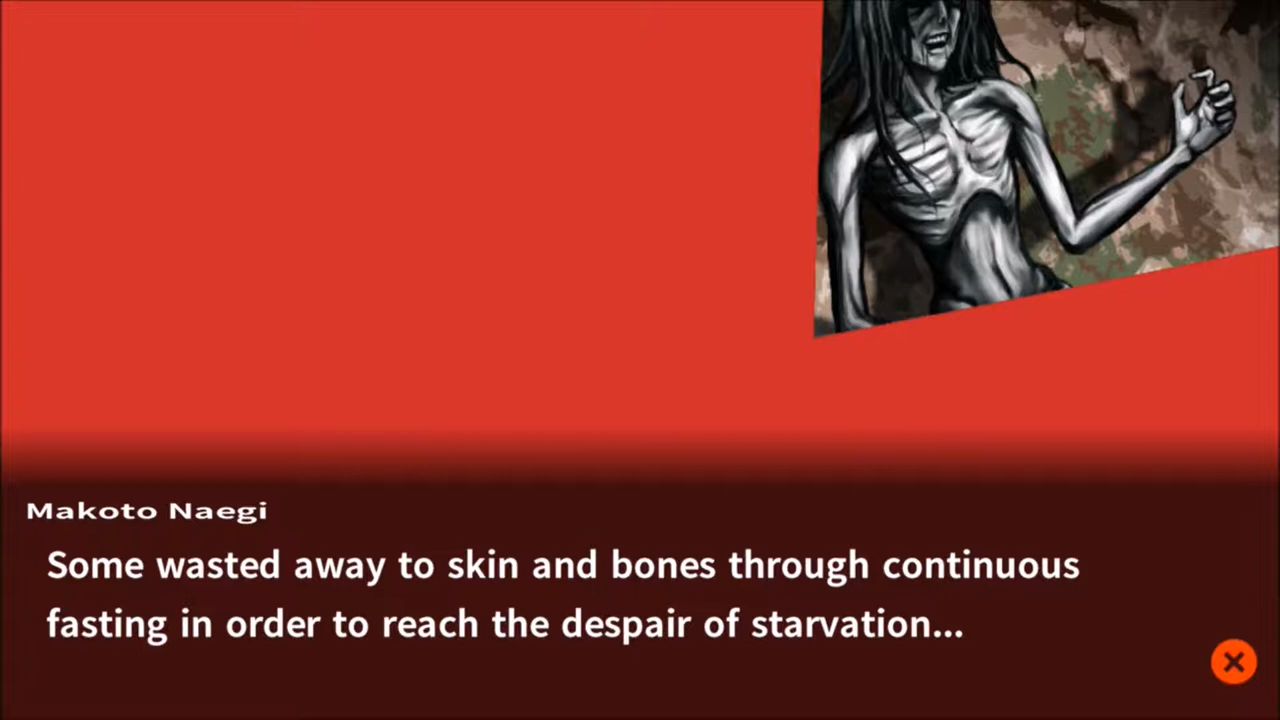 Makoto Naegi
Some wasted away to skin and bones through continuous
fasting in order to reach the despair of starvation...